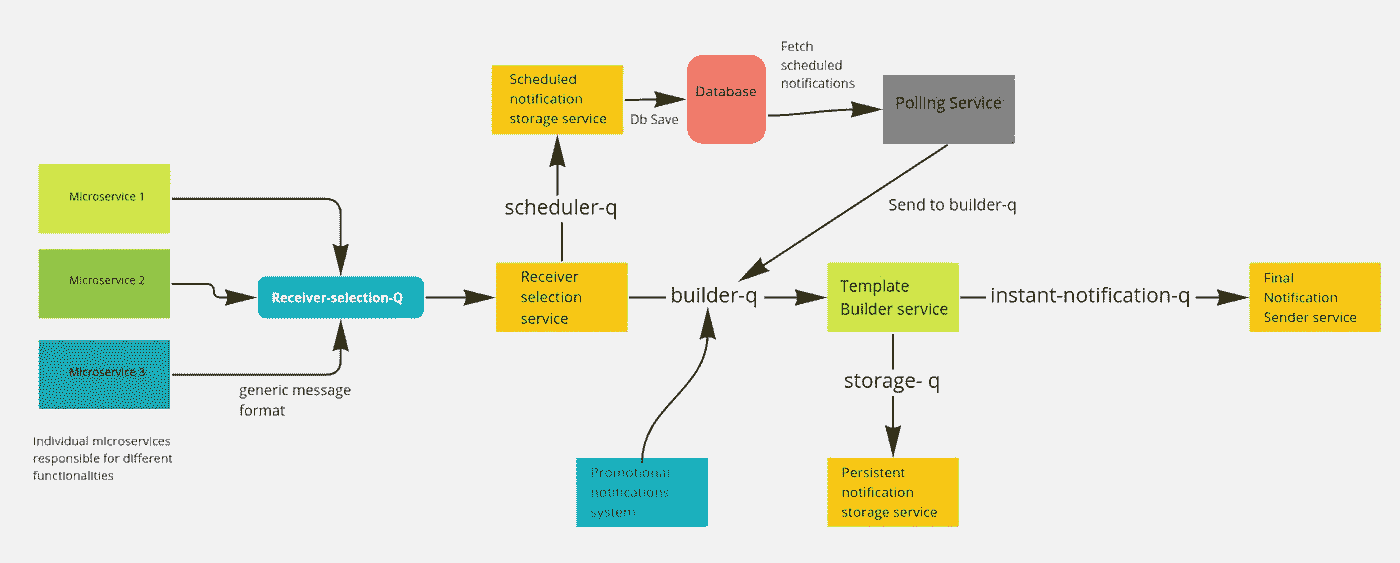 Fetch
scheduled
notifications
Scheduled
notification
storage service
Db Save
Database
Polling Service
Microservice 1
scheduler-q
Send to builder-q
Microservice 2
Receiver-selection-Q
Receiver
selection
service
builder-q
Template
Builder service
instant-notification-q
Final
Notification
Sender service
Microservice 3
generic message
format
storage- q
Individual microservices
responsible for different
functionalities
Promotional
notifications
system
Persistent
notification
storage service